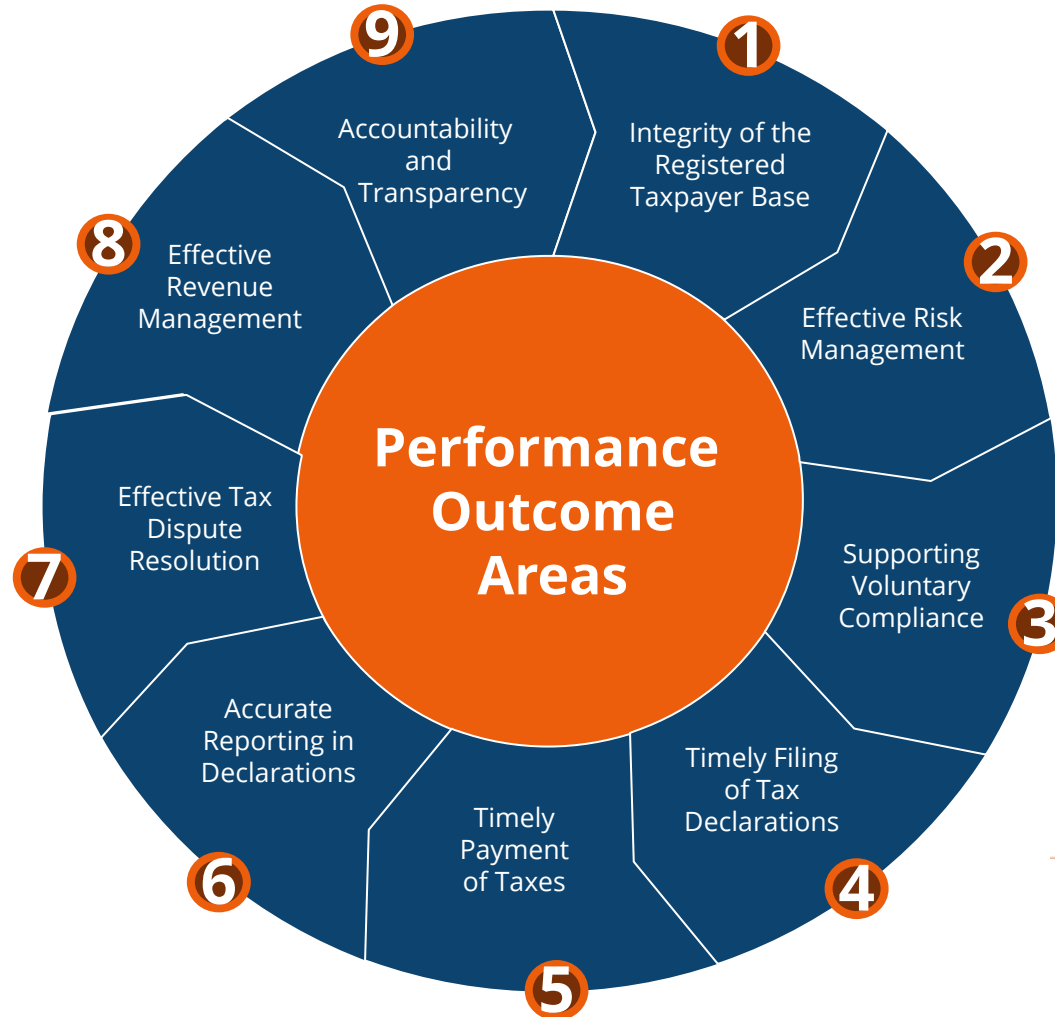 Performance
Outcome
Areas
1
Integrity of the
Registered
Taxpayer Base
2
Effective Risk
Management
3
Supporting
Voluntary
Compliance
4
Timely Filing
of Tax
Declarations
5
Timely
Payment
of Taxes
6
Accurate
Reporting in
Declarations
7
Effective Tax
Dispute
Resolution
8
Effective
Revenue
Management
9
Accountability
and
Transparency